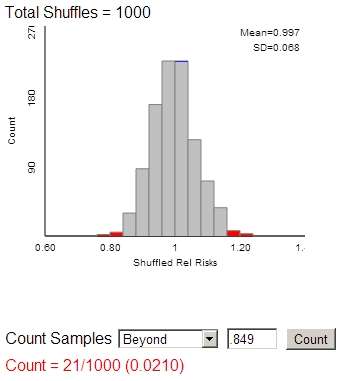 Total Shuffles = 1000
Mean=0.997
SD=0.068
180
90
Count
0.60 0.80 1 1.20 1.
Shuffled Rel Risks
Count Samples Beyond .849 Count
Count = 21/1000 (0.0210)